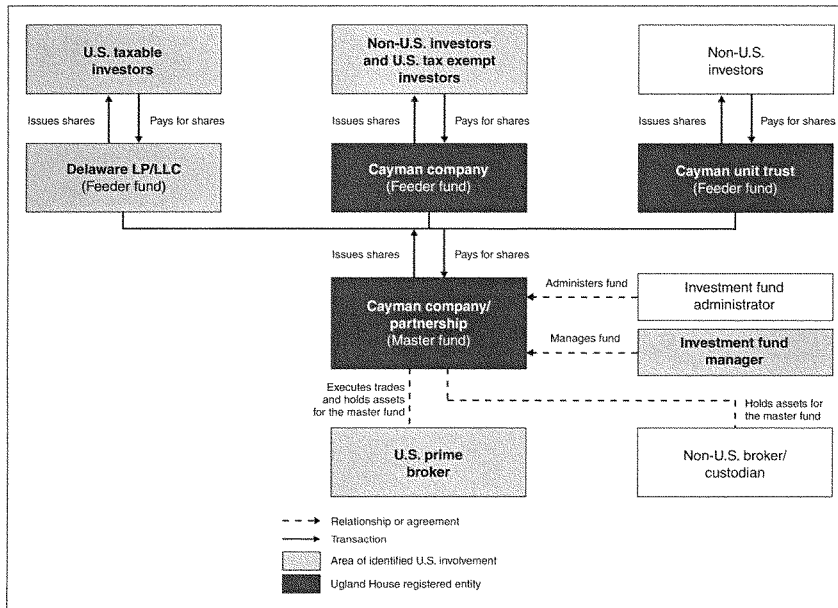 U.S. taxable
investors
Non-U.S. investors
and U.S. tax exempt
investors
Non-U.S.
investors
Issues shares
Pays for shares
Issues shares
Pays for shares
Issues shares
Pays for shares
Delaware LP/LLC
(Feeder fund)
Cayman company
(Feeder fund)
Cayman unit trust
(Feeder fund)
Issues shares
Pays for shares
Cayman company/
partnership
(Master fund)
Administers fund
Investment fund
administrator
Manages fund
Investment fund
manager
Executes trades
and holds assets
for the master fund
Holds assets for
the master fund
U.S. prime
broker
Non-U.S. broker/
custodian
Relationship or agreement
Transaction
Area of identified U.S. involvement
Ugland House registered entity